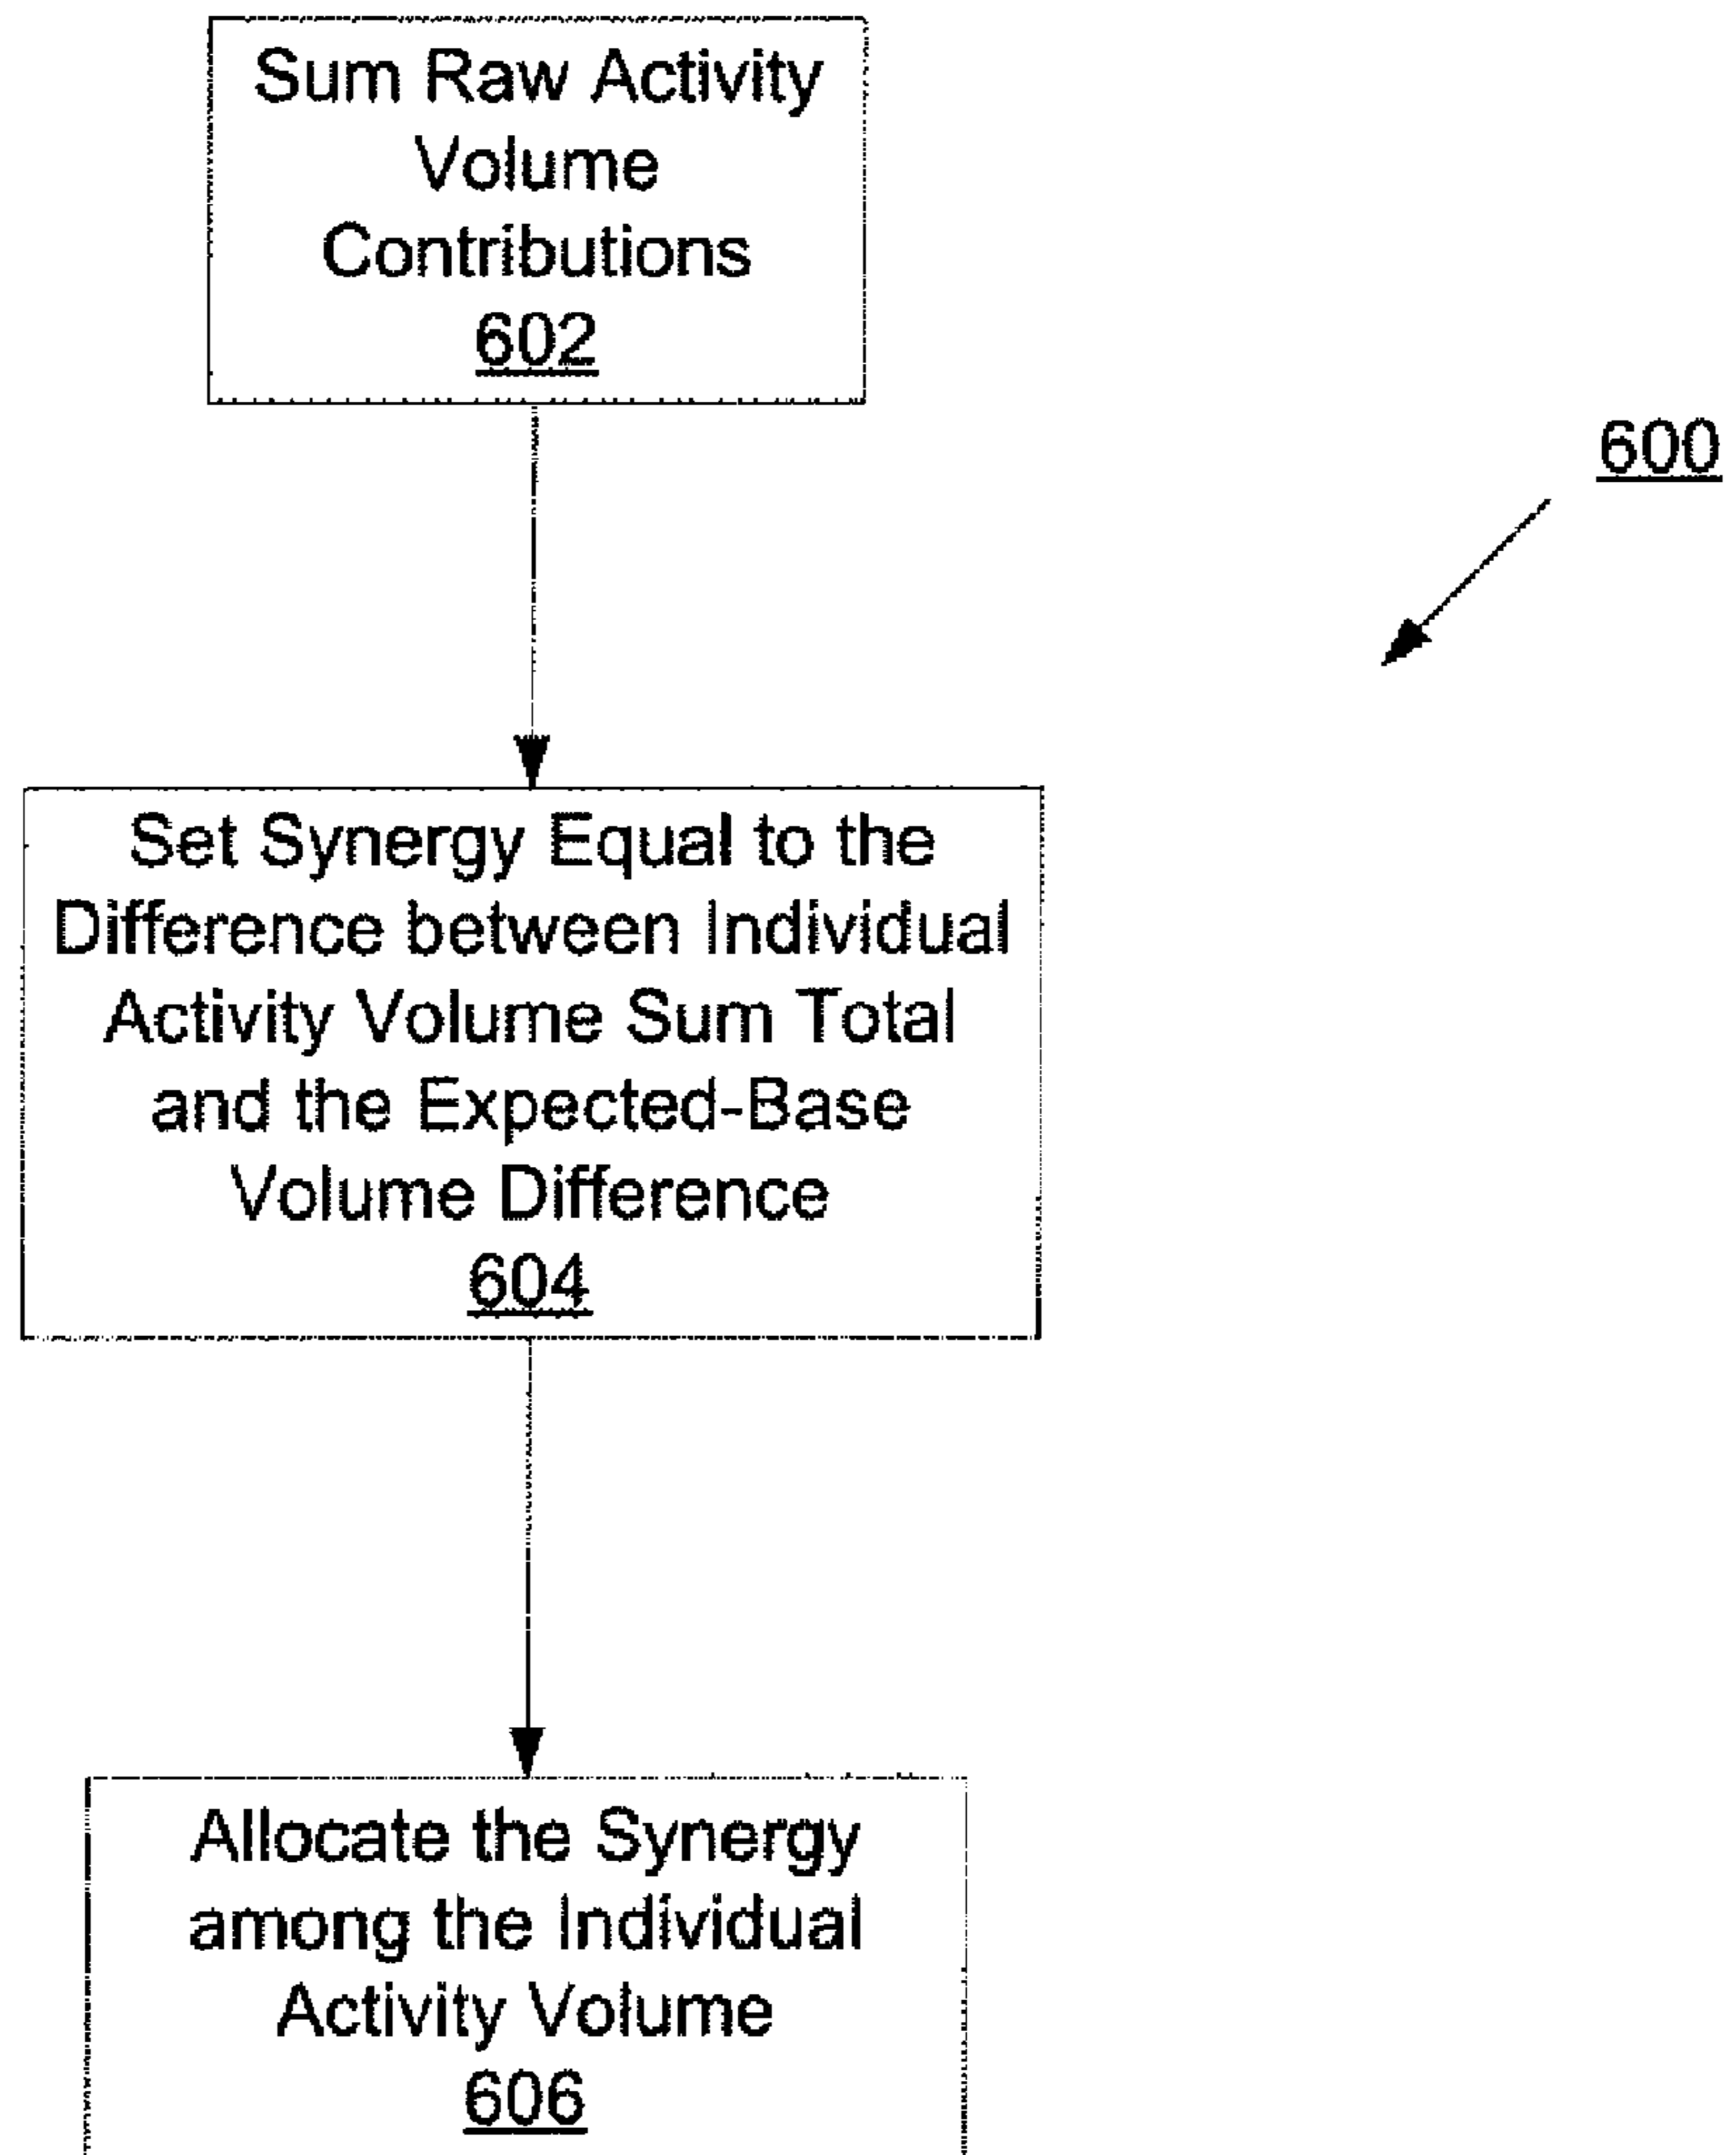 Sum Raw Activity
Volume
Contributions
602
600
Set Synergy Equal to the
Difference between Individual
Activity Volume Sum Total
and the Expected-Base
Volume Difference
604
Allocate the Synergy
among the Individual
Activity Volume
606